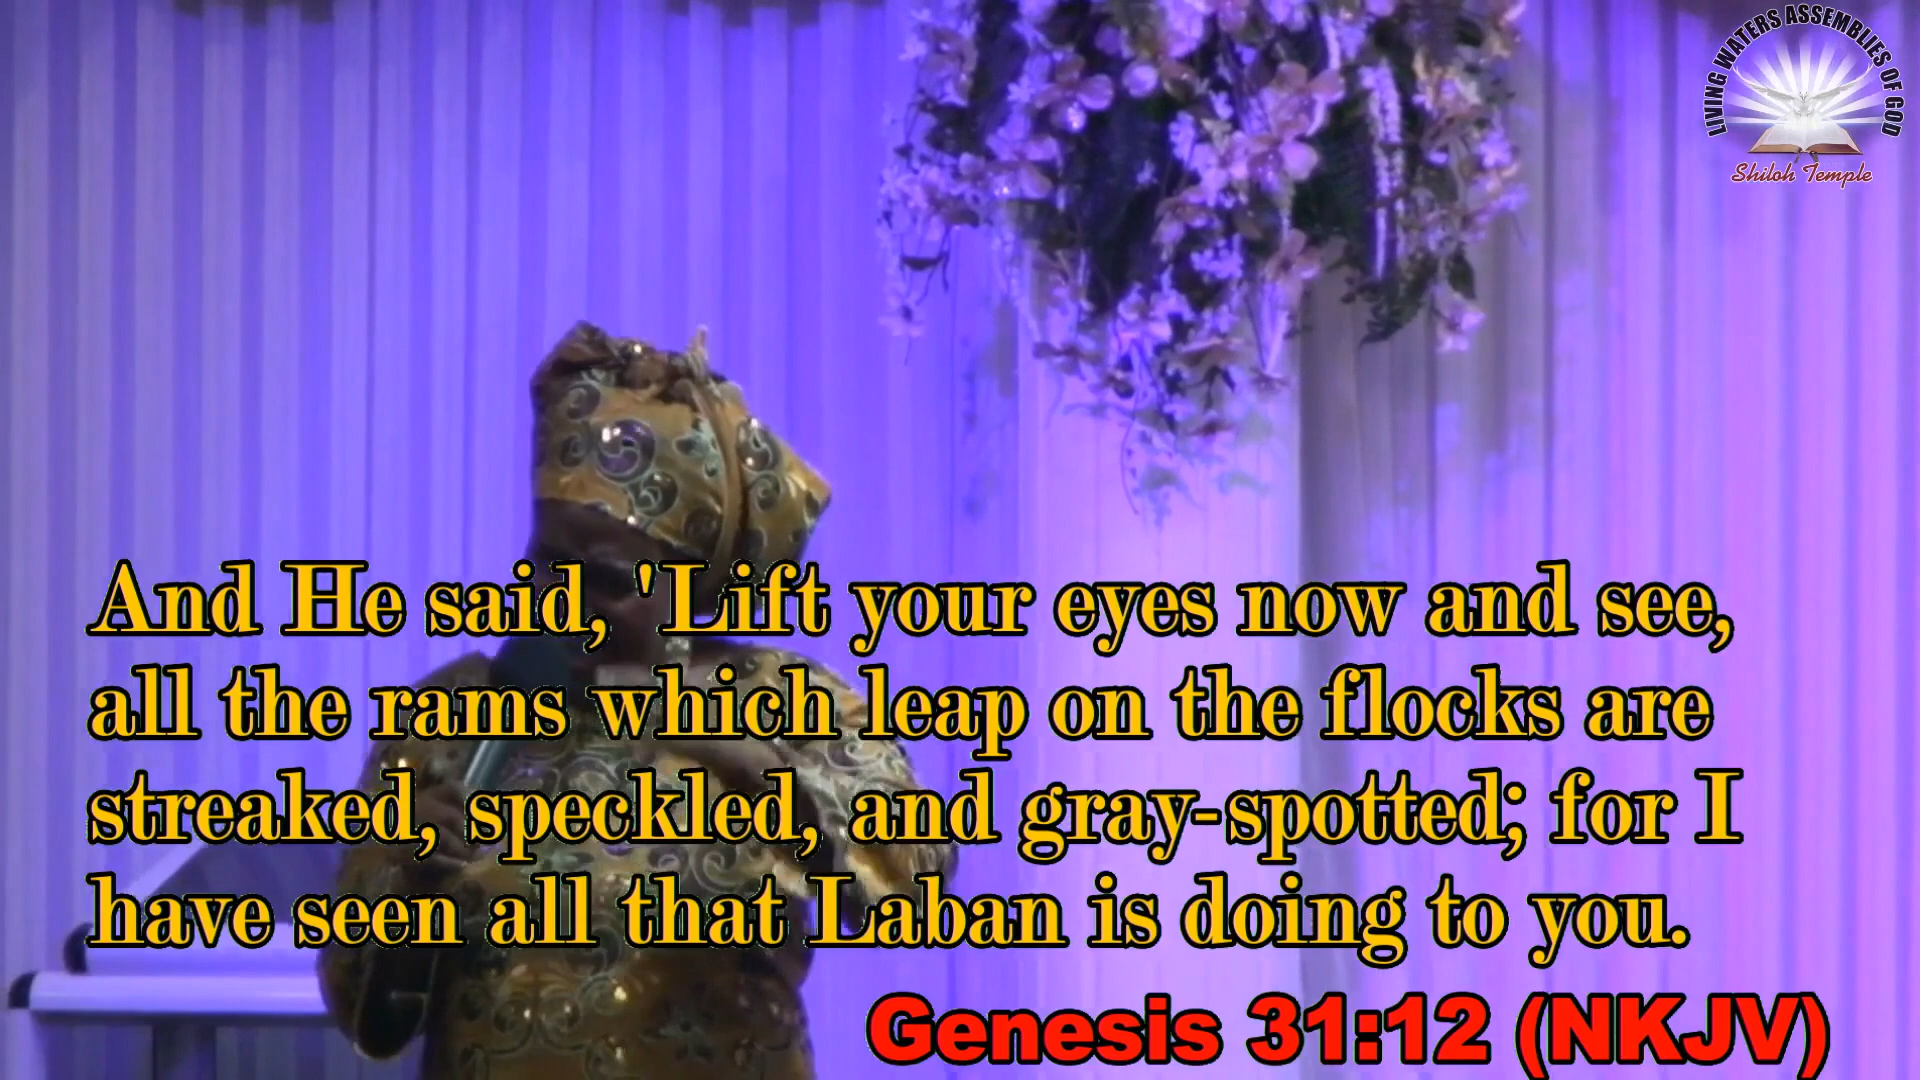 LIVING WATERS ASSEMBLIES OF GOD
Shiloh Temple
And He said, 'Lift your eyes now and see,
all the rams which leap on the flocks are
streaked, speckled, and gray-spotted; for I
have seen all that Laban is doing to you.
Genesis 31:12 (NKJV)